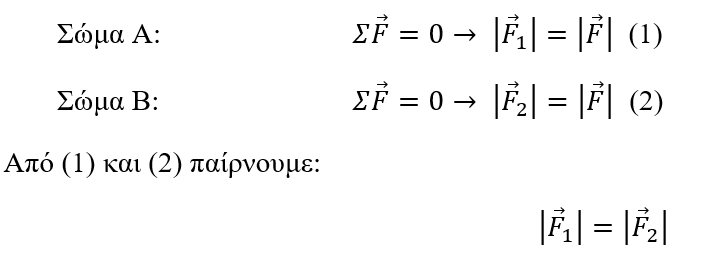 Σώμα Α: Σ𝐹⃗ = 0 → |𝐹⃗₁| = |𝐹⃗| (1)
Σώμα Β: Σ𝐹⃗ = 0 → |𝐹⃗₂| = |𝐹⃗| (2)
Από (1) και (2) παίρνουμε:
|𝐹⃗₁| = |𝐹⃗₂|